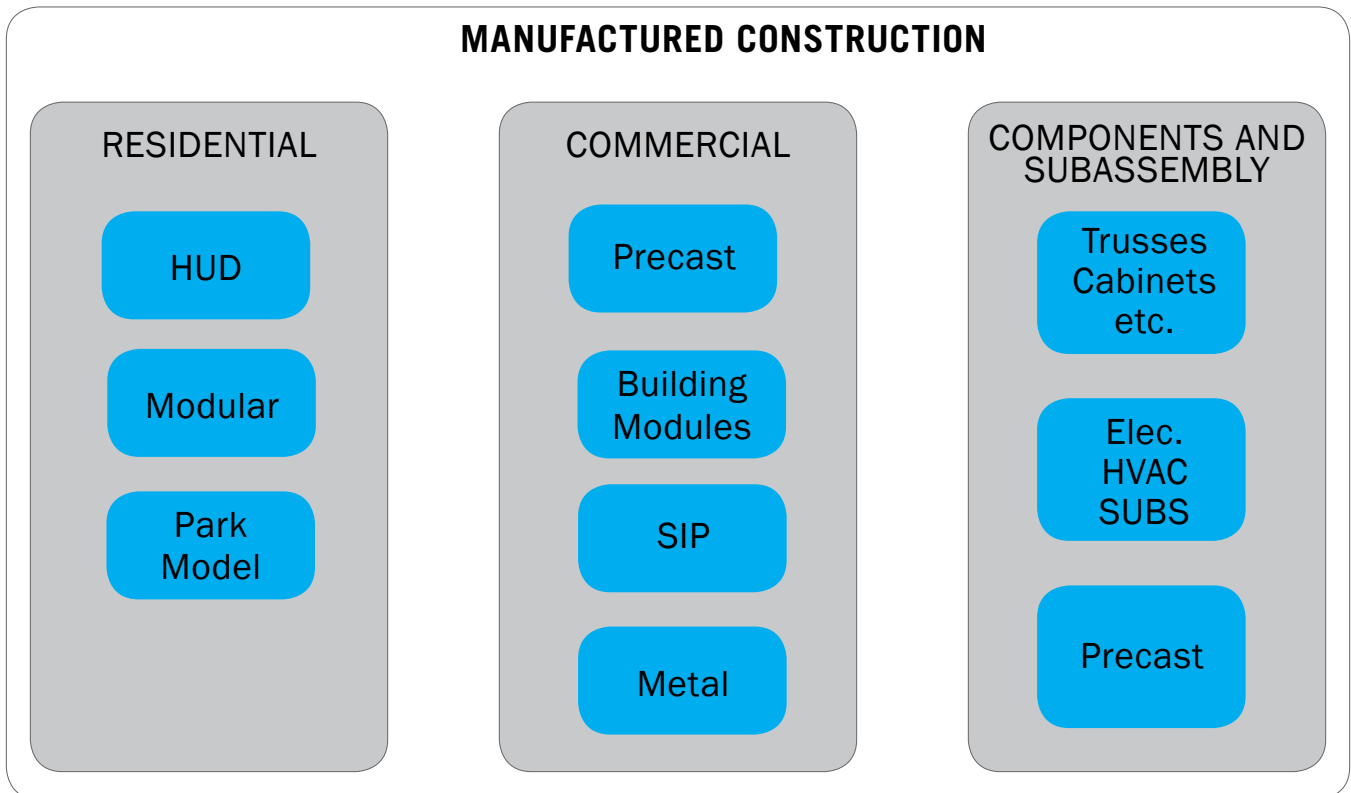 MANUFACTURED CONSTRUCTION
RESIDENTIAL
HUD
Modular
Park
Model
COMMERCIAL
Precast
Building
Modules
SIP
Metal
COMPONENTS AND
SUBASSEMBLY
Trusses
Cabinets
etc.
Elec.
HVAC
SUBS
Precast